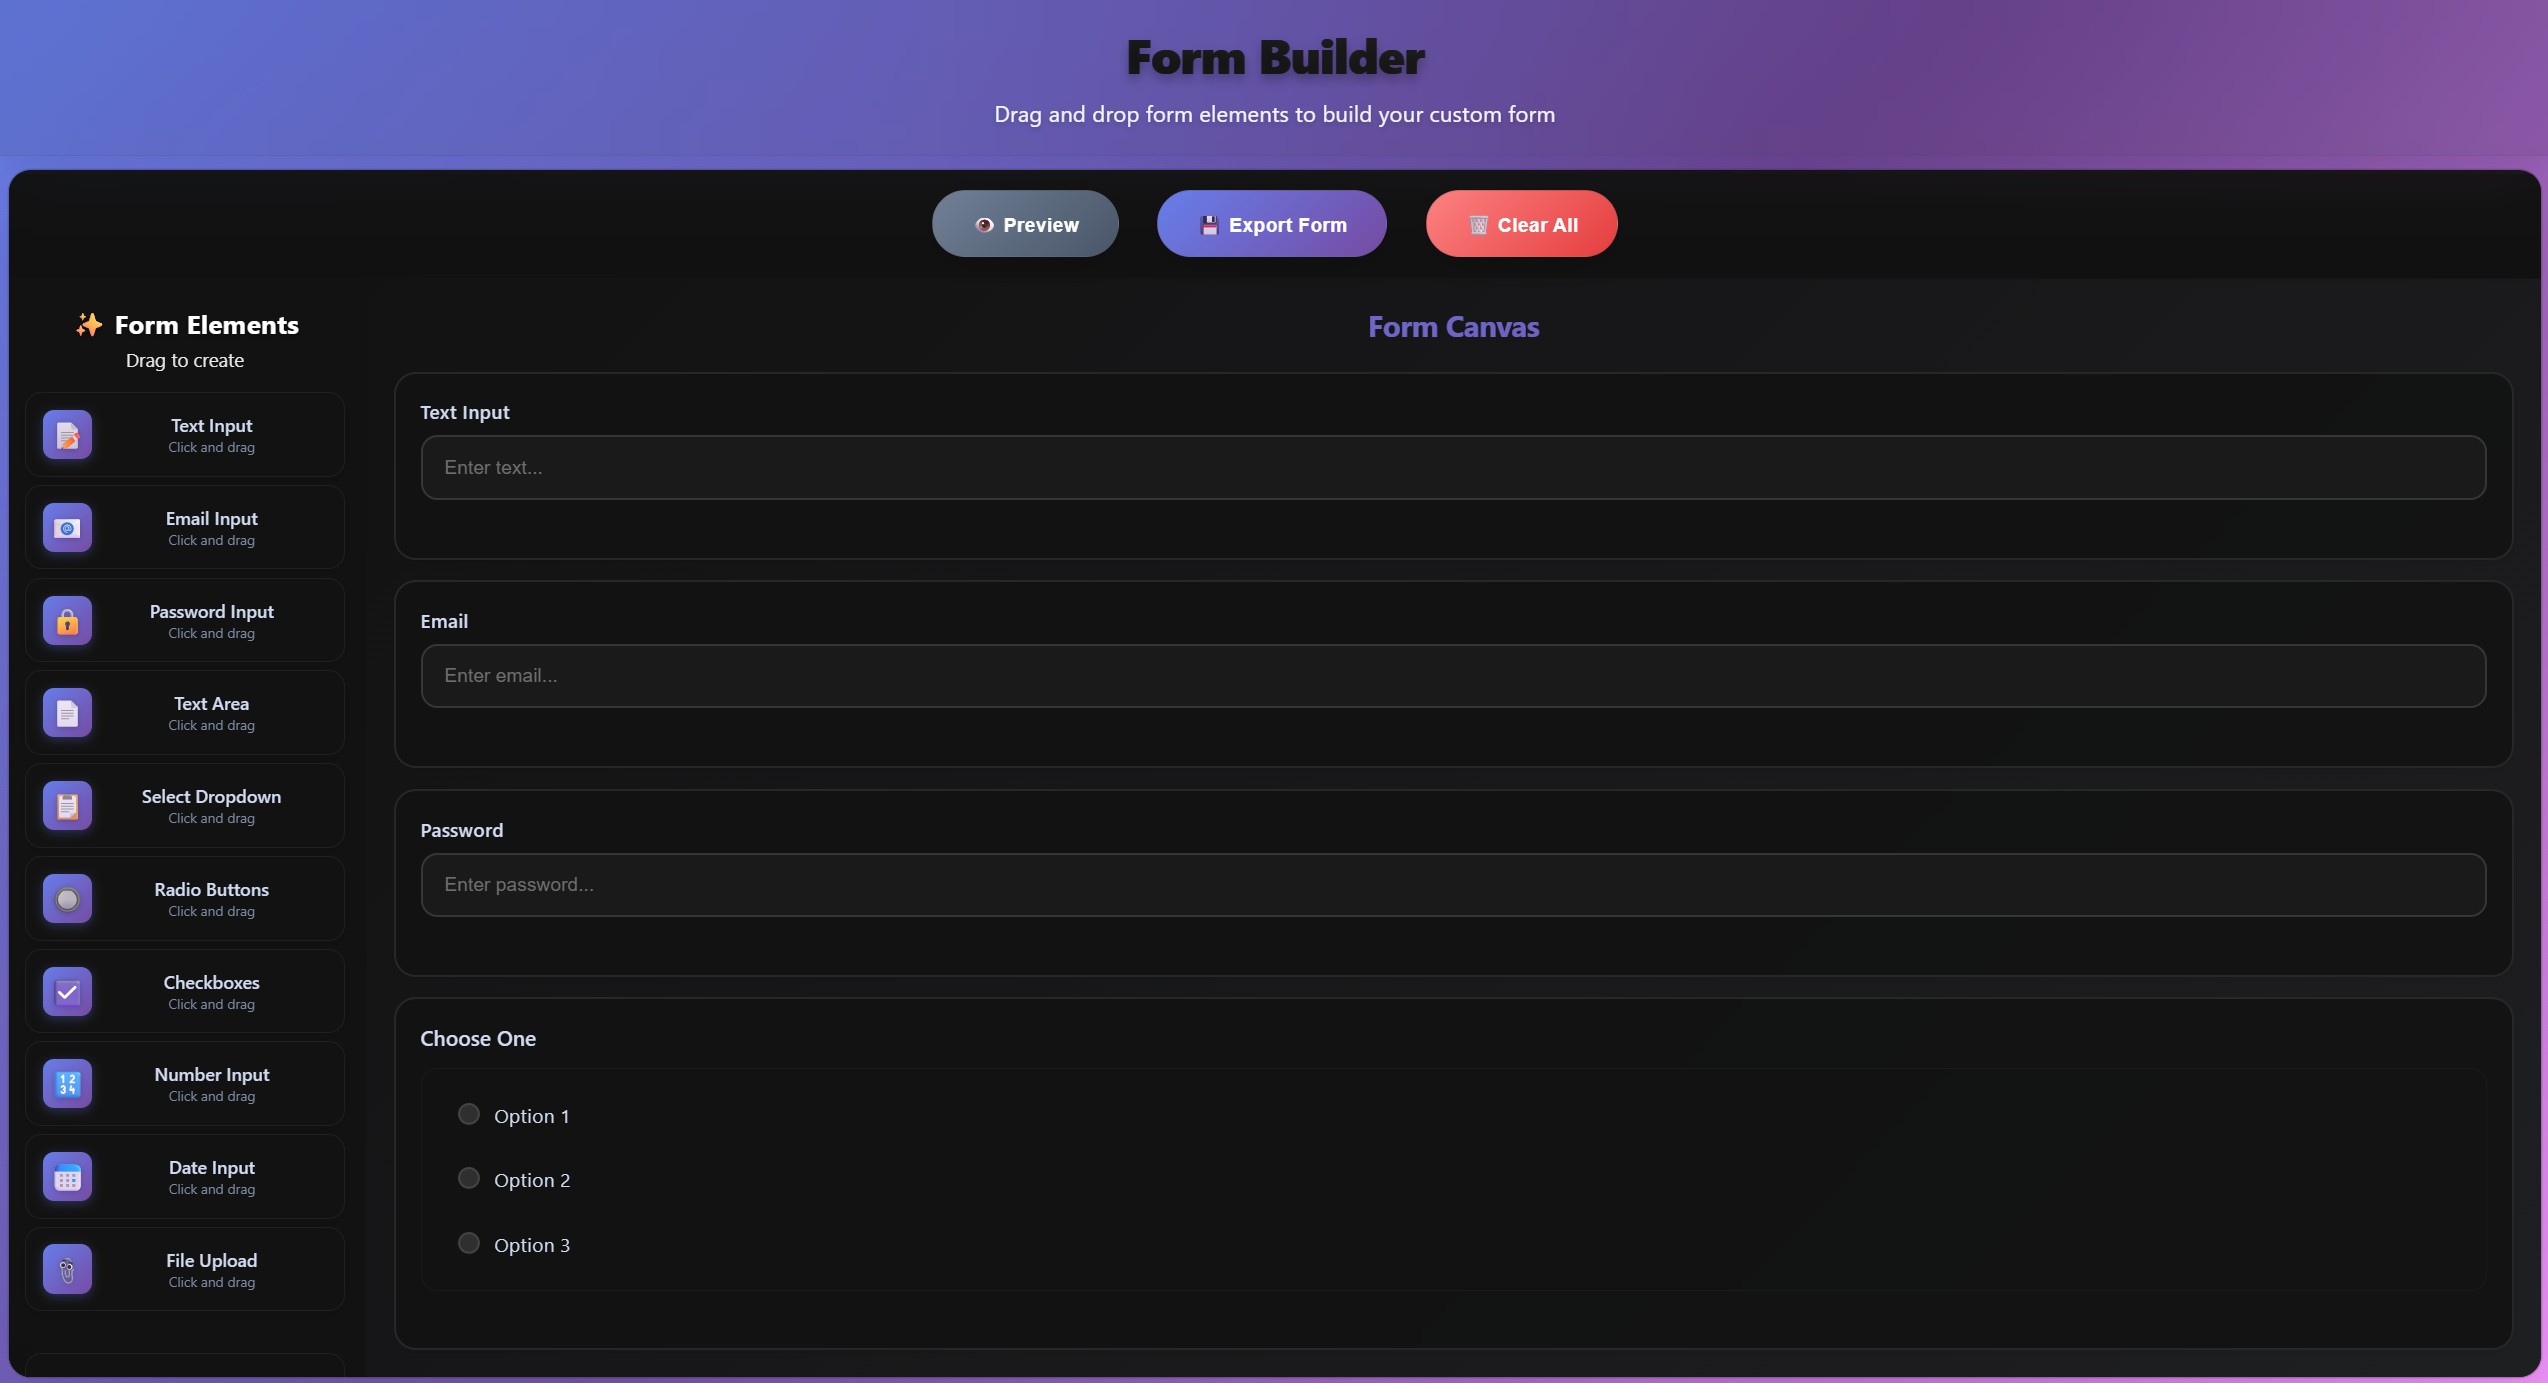 Form Builder
Drag and drop form elements to build your custom form
Preview
Export Form
Clear All
Form Elements
Drag to create
Text Input
Click and drag
Email Input
Click and drag
Password Input
Click and drag
Text Area
Click and drag
Select Dropdown
Click and drag
Radio Buttons
Click and drag
Checkboxes
Click and drag
Number Input
Click and drag
Date Input
Click and drag
File Upload
Click and drag
Form Canvas
Text Input
Enter text...
Email
Enter email...
Password
Enter password...
Choose One
Option 1
Option 2
Option 3